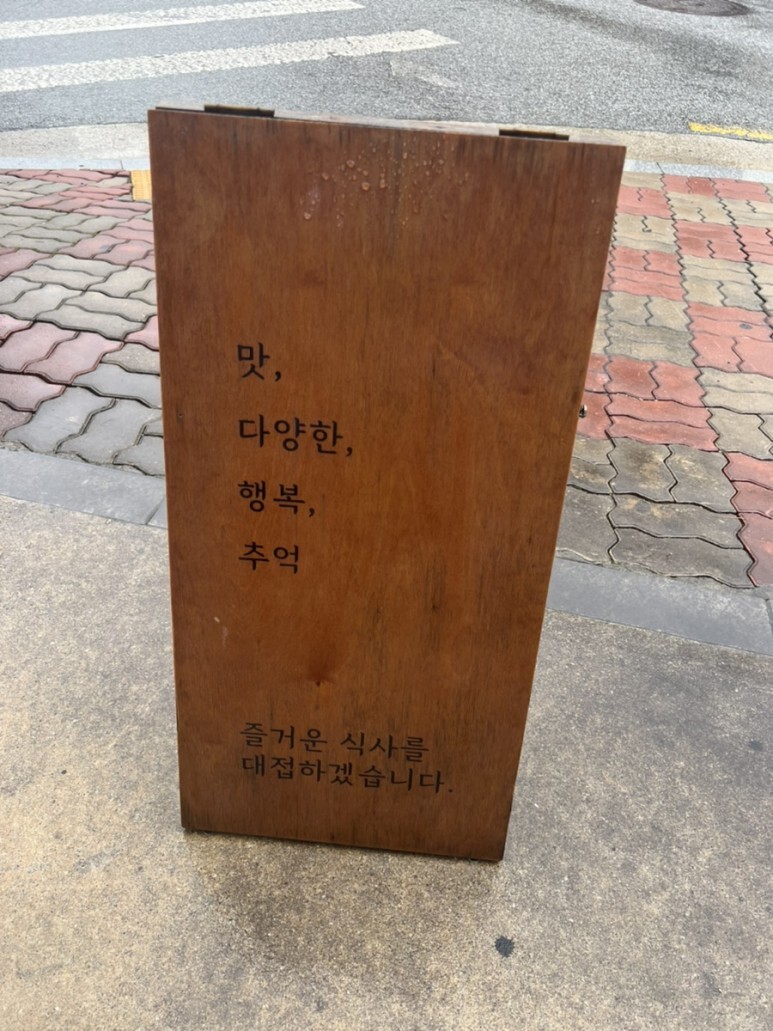 맛,
다양한,
행복,
추억
즐거운 식사를
대접하겠습니다.